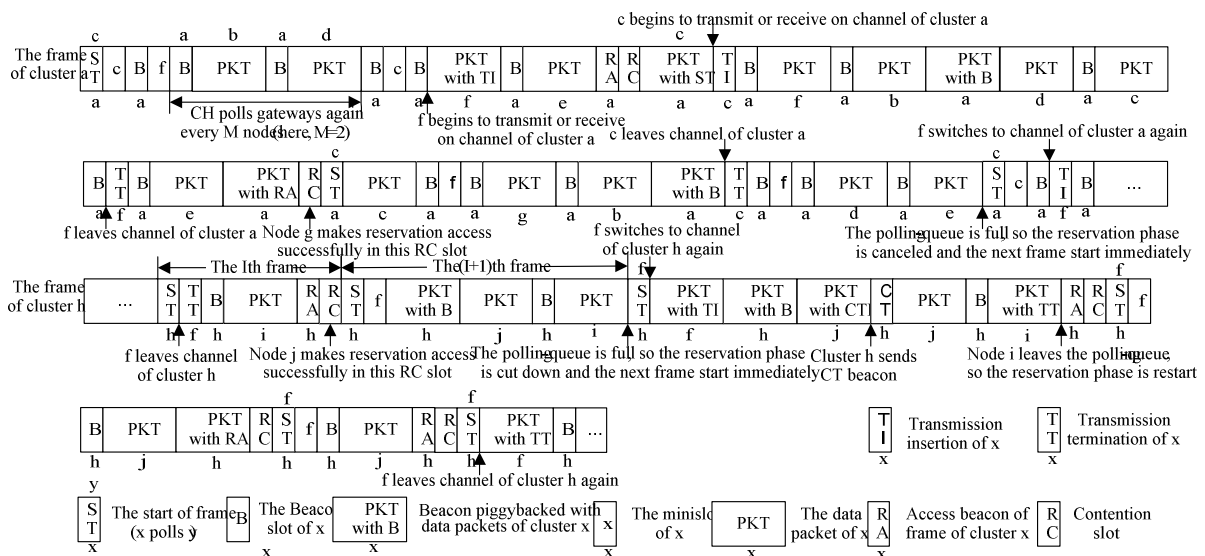 c begins to transmit or receive on channel of cluster a
c a b a d c
The frame of cluster a
S T c B f B PKT B PKT B c B PKT with TI B PKT R A R C PKT with ST T I B PKT B PKT PKT with B PKT B PKT
a a a a f a e a a c a f a b a d a c
CH polls gateways again every M nodes(here, M=2)
f begins to transmit or receive on channel of cluster a
c leaves channel of cluster a
f switches to channel of cluster a again
c c
B T T B PKT PKT with RA R C S T PKT B f B PKT B PKT PKT with B T T B f B PKT B PKT S T c B T I B ...
a f a e a a c a a g a b a c a a d a e a a f a
f leaves channel of cluster a
Node g makes reservation access successfully in this RC slot
f switches to channel of cluster h again
The polling-queue is full, so the reservation phase is canceled and the next frame start immediately
The Ith frame
The(I+1)th frame
f f
The frame of cluster h
... S T T T B PKT R A R C S T f PKT with B PKT B PKT S T PKT with TI PKT with B PKT with CTI C T PKT B PKT with TT R A R C S T f
h f h i h h h j h i h f h j h j h i h h
f leaves channel of cluster h
Node j makes reservation access successfully in this RC slot
The polling-queue is full, so the reservation phase is cut down and the next frame start immediately
Cluster h sends CT beacon
Node i leaves the polling-queue, so the reservation phase is restart
f f
B PKT PKT with RA R C S T f B PKT R A R C S T PKT with TT B ...
h j h h h j h h f h
f leaves channel of cluster h again
T I x Transmission insertion of x
T T x Transmission termination of x
y S T x The start of frame (x polls y)
B x The Beaco slot of x
PKT with B x Beacon piggybacked with data packets of cluster x
x The minislo of x
PKT x The data packet of x
R A x Access beacon of frame of cluster x
R C Contention slot